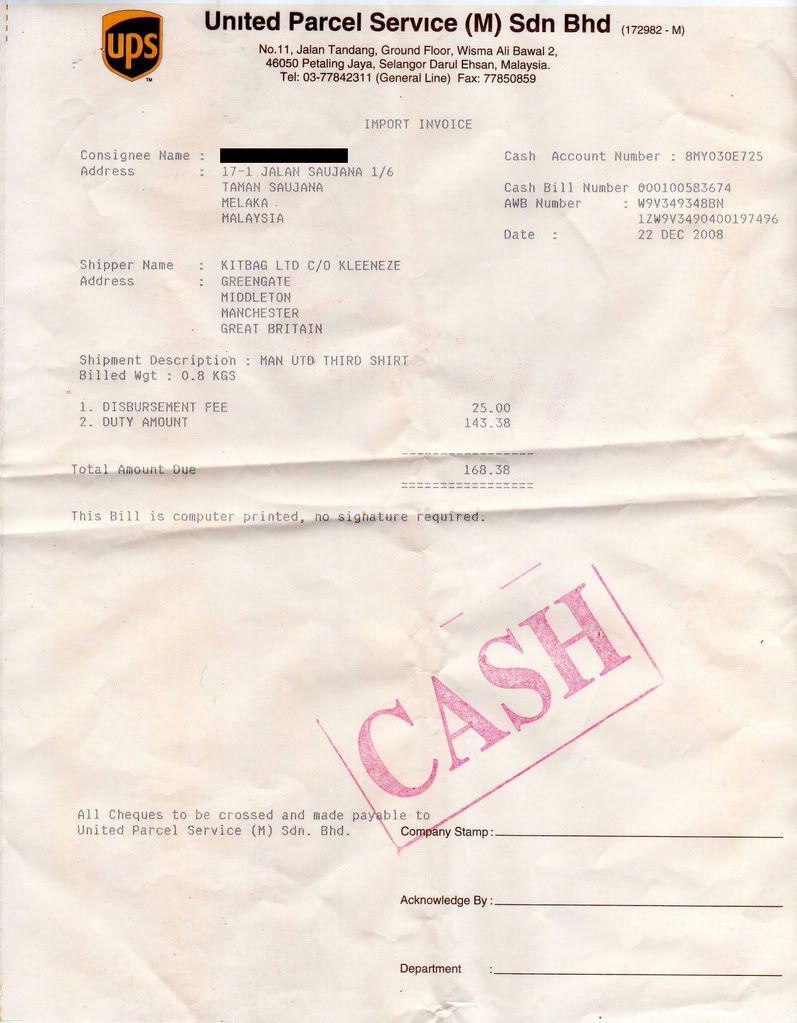 ups
TM
United Parcel Service (M) Sdn Bhd (172982 - M)
No.11, Jalan Tandang, Ground Floor, Wisma Ali Bawal 2,
46050 Petaling Jaya, Selangor Darul Ehsan, Malaysia.
Tel: 03-77842311 (General Line) Fax: 77850859
IMPORT INVOICE
Consignee Name :
Address : 17-1 JALAN SAUJANA 1/6
TAMAN SAUJANA
MELAKA
MALAYSIA
Cash Account Number : 8MY030E725
Cash Bill Number 000100583674
AWB Number : W9V349348BN
1ZW9V3490400197496
Date : 22 DEC 2008
Shipper Name : KITBAG LTD C/O KLEENEZE
Address : GREENGATE
MIDDLETON
MANCHESTER
GREAT BRITAIN
Shipment Description : MAN UTD THIRD SHIRT
Billed Wgt : 0.8 KGS
1. DISBURSEMENT FEE 25.00
2. DUTY AMOUNT 143.38
Total Amount Due 168.38
This Bill is computer printed, no signature required.
CASH
All Cheques to be crossed and made payable to
United Parcel Service (M) Sdn. Bhd.
Company Stamp :
Acknowledge By :
Department :